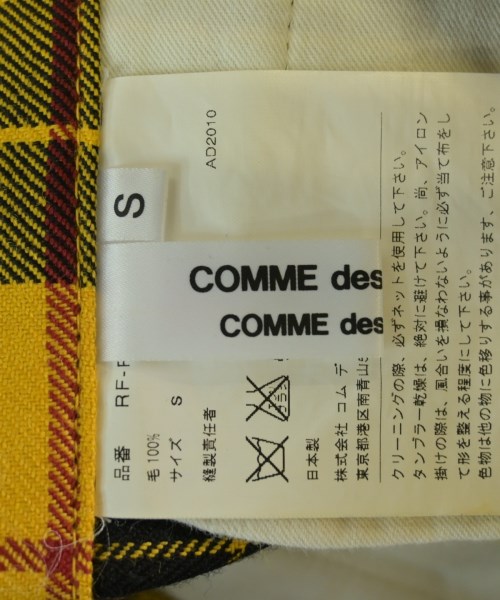 AD2010
S
COMME des
COMME des
品番 RF-P
毛100%
サイズ S
縫製責任者
日本製
株式会社 コム デ
東京都港区南青山5
クリーニングの際、必ずネットを使用して下さい。
タンブラー乾燥は、絶対に避けて下さい。尚、アイロン
掛けの際は、風合いを損なわないように必ず当て布をし
て形を整える程度にして下さい。
色は他の物に色移りする事があります。ご注意下さい。